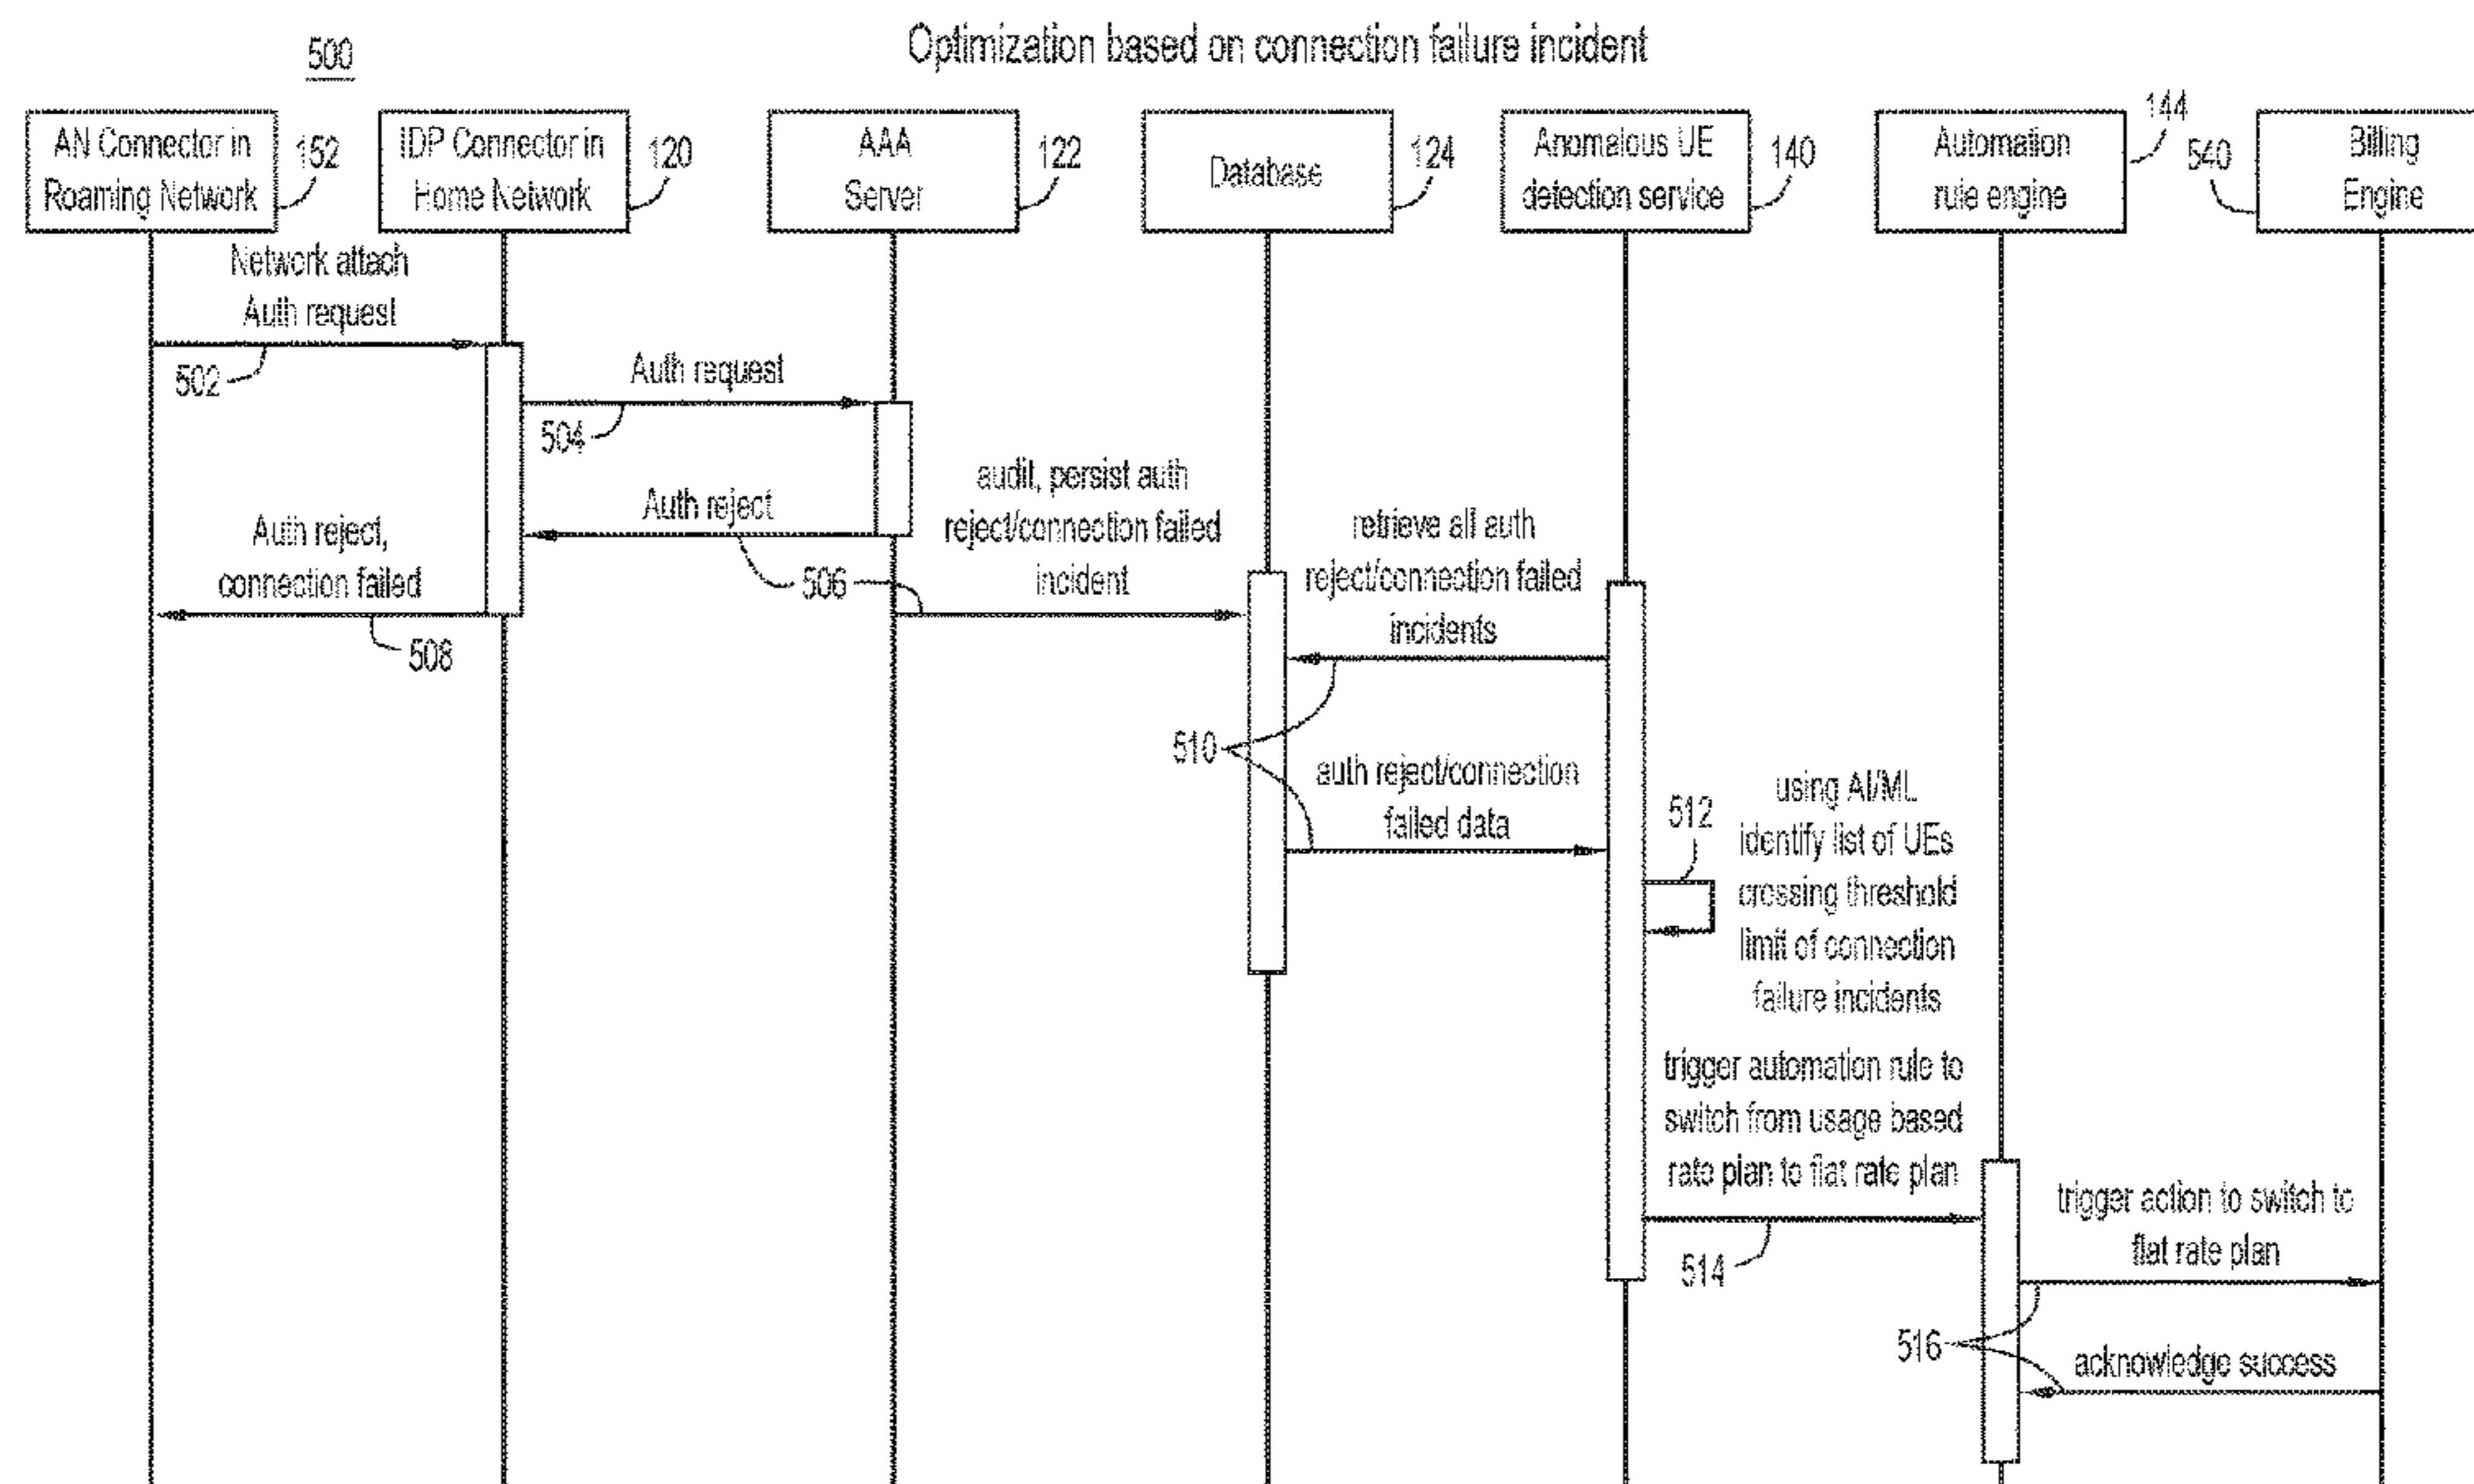 Optimization based on connection failure incident
500
AN Connector in
Roaming Network
152
IDP Connector in
Home Network
120
AAA
Server
122
Database
124
Anomalous UE
detection service
140
Automation
rule engine
144
540
Billing
Engine
Network attach
Auth request
502
Auth request
504
Auth reject
506
audit, persist auth
reject/connection failed
incident
Auth reject,
connection failed
508
retrieve all auth
reject/connection failed
incidents
510
auth reject/connection
failed data
512
using AI/ML
identify list of UEs
crossing threshold
limit of connection
failure incidents
trigger automation rule to
switch from usage based
rate plan to flat rate plan
514
trigger action to switch to
flat rate plan
516
acknowledge success